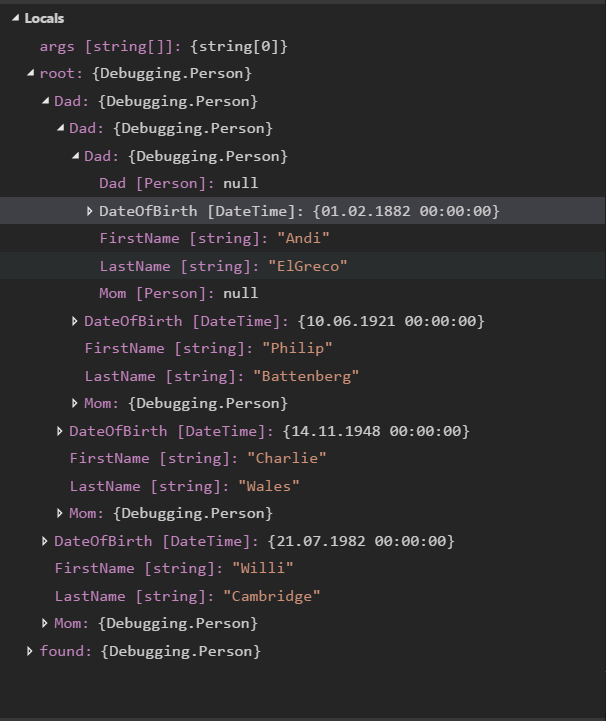 Locals
args [string[]]: {string[0]}
root: {Debugging.Person}
Dad: {Debugging.Person}
Dad: {Debugging.Person}
Dad: {Debugging.Person}
Dad [Person]: null
DateOfBirth [DateTime]: {01.02.1882 00:00:00}
FirstName [string]: "Andi"
LastName [string]: "ElGreco"
Mom [Person]: null
DateOfBirth [DateTime]: {10.06.1921 00:00:00}
FirstName [string]: "Philip"
LastName [string]: "Battenberg"
Mom: {Debugging.Person}
DateOfBirth [DateTime]: {14.11.1948 00:00:00}
FirstName [string]: "Charlie"
LastName [string]: "Wales"
Mom: {Debugging.Person}
DateOfBirth [DateTime]: {21.07.1982 00:00:00}
FirstName [string]: "Willi"
LastName [string]: "Cambridge"
Mom: {Debugging.Person}
found: {Debugging.Person}